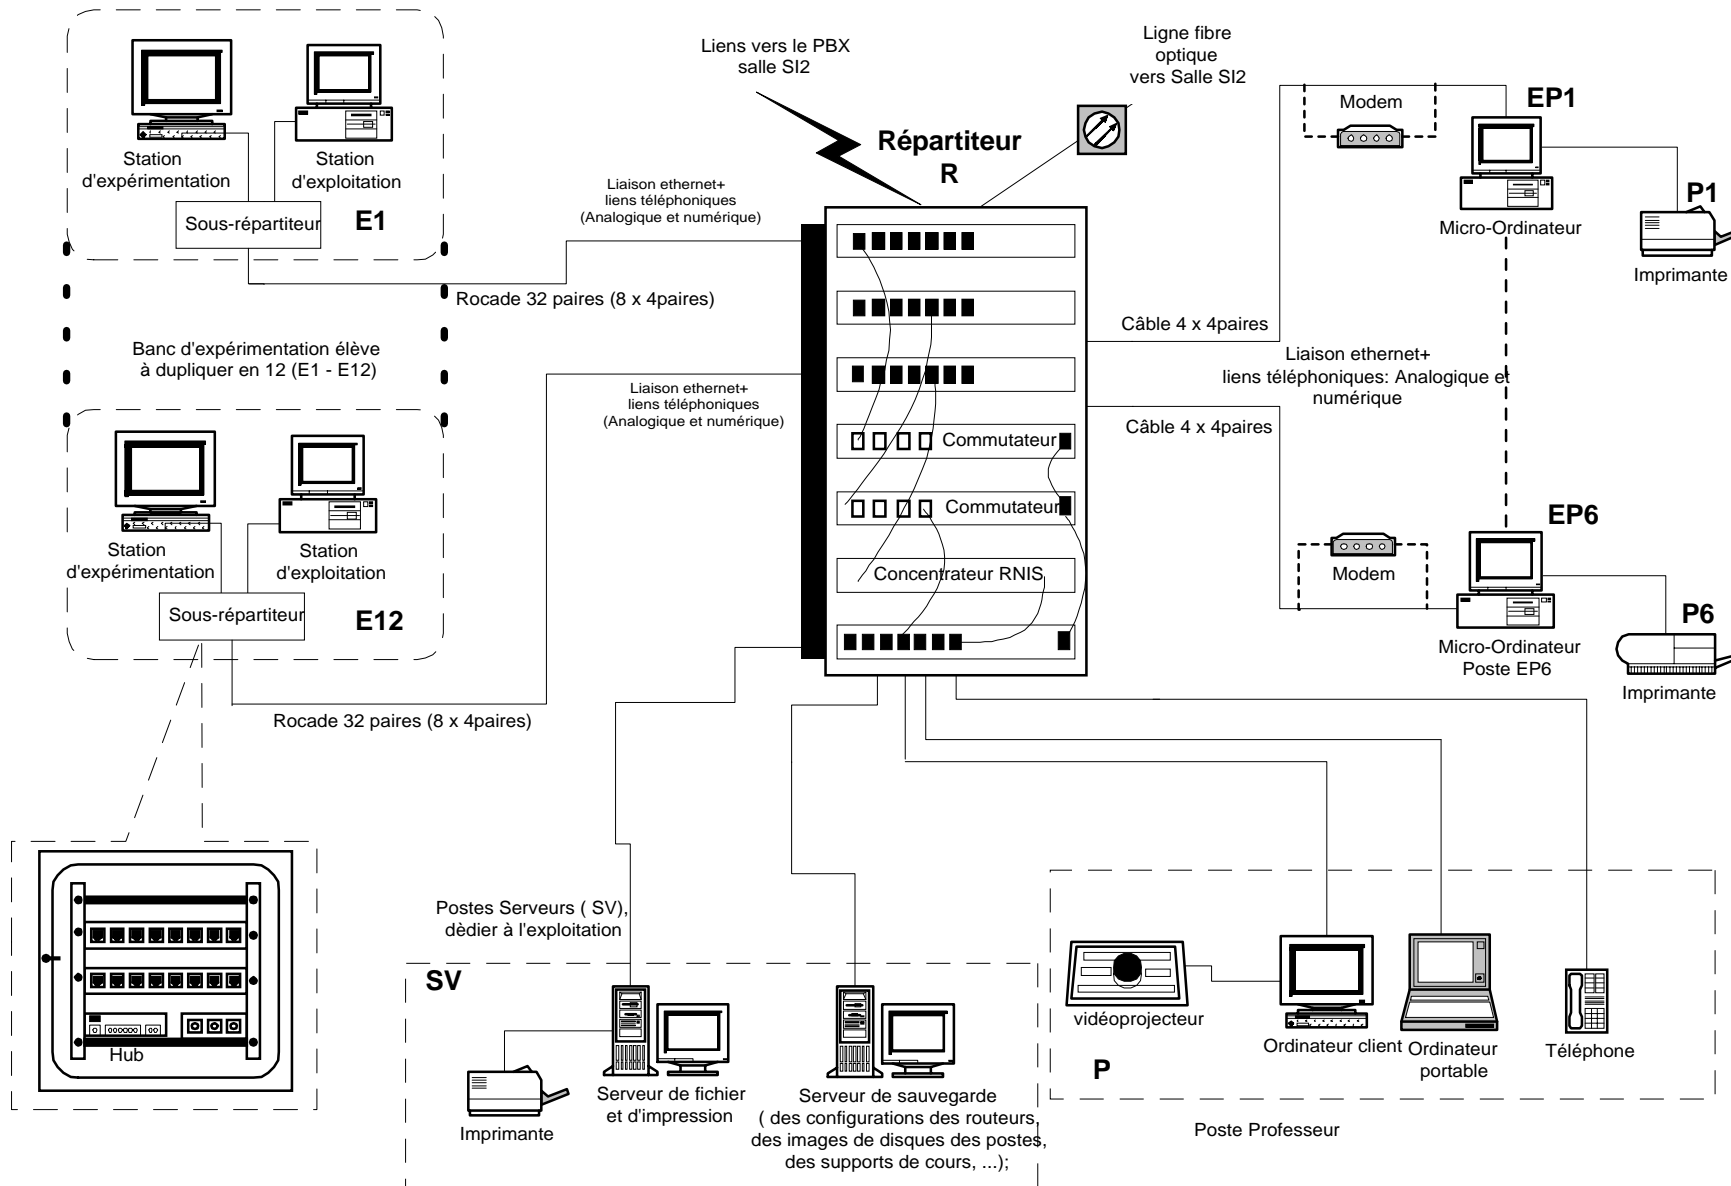 Station
d'expérimentation
Station
d'exploitation
Sous-répartiteur
E1
Liaison ethernet+
liens téléphoniques
(Analogique et numérique)
Rocade 32 paires (8 x 4paires)
Banc d'expérimentation élève
à dupliquer en 12 (E1 - E12)
Liaison ethernet+
liens téléphoniques
(Analogique et numérique)
Station
d'expérimentation
Station
d'exploitation
Sous-répartiteur
E12
Rocade 32 paires (8 x 4paires)
Hub
Liens vers le PBX
salle SI2
Ligne fibre
optique
vers Salle SI2
Répartiteur
R
Commutateur
Commutateur
Concentrateur RNIS
Câble 4 x 4paires
Câble 4 x 4paires
Modem
EP1
Micro-Ordinateur
P1
Imprimante
Liaison ethernet+
liens téléphoniques: Analogique et
numérique
Modem
EP6
Micro-Ordinateur
Poste EP6
P6
Imprimante
Postes Serveurs ( SV),
dèdier à l'exploitation
SV
Imprimante
Serveur de fichier
et d'impression
Serveur de sauvegarde
( des configurations des routeurs,
des images de disques des postes,
des supports de cours, ...);
vidéoprojecteur
Ordinateur client
Ordinateur
portable
Téléphone
P
Poste Professeur